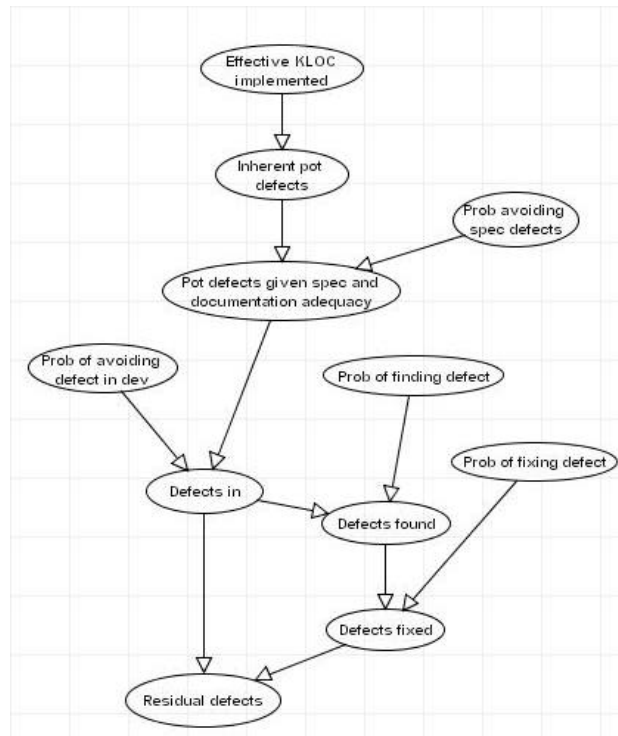 Effective KLOC
implemented
Inherent pot
defects
Prob avoiding
spec defects
Pot defects given spec and
documentation adequacy
Prob of avoiding
defect in dev
Prob of finding defect
Prob of fixing defect
Defects in
Defects found
Defects fixed
Residual defects